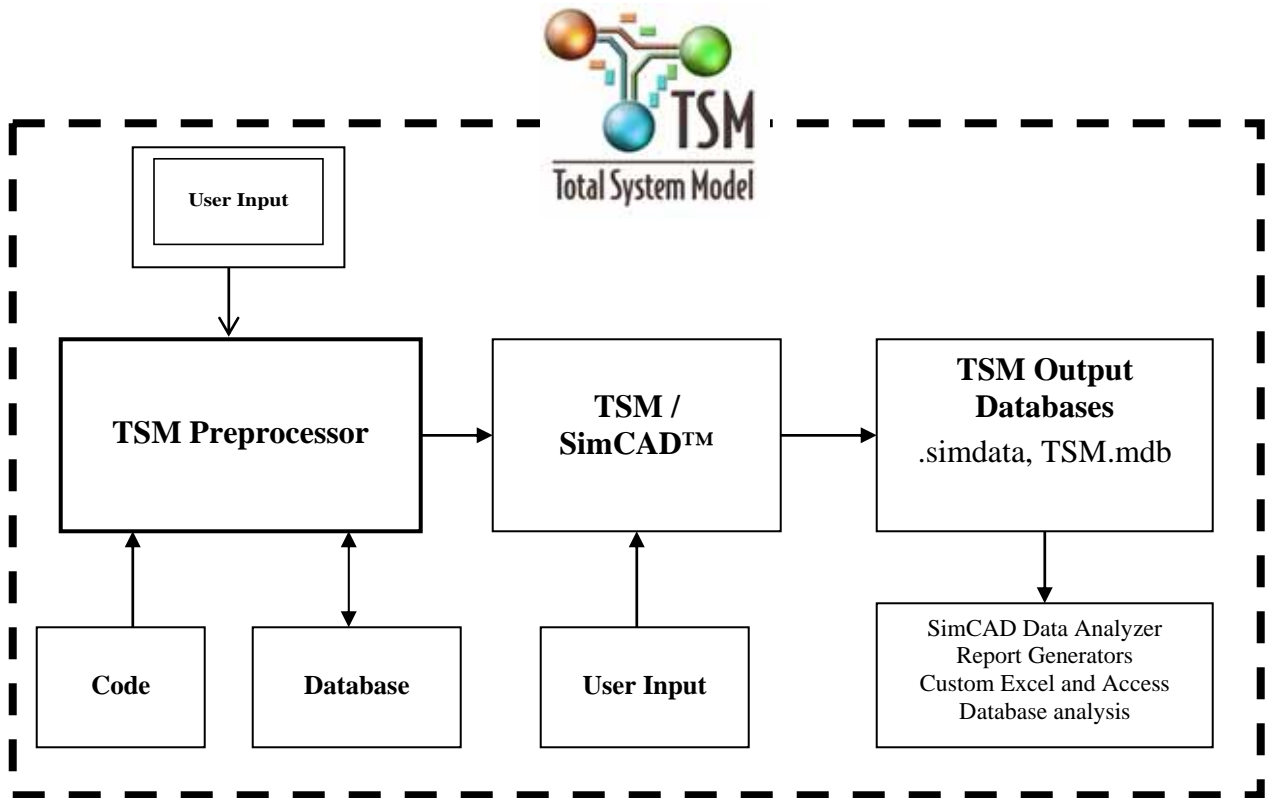 TSM
Total System Model
User Input
TSM Preprocessor
TSM /
SimCAD™
TSM Output
Databases
.simdata, TSM.mdb
Code
Database
User Input
SimCAD Data Analyzer
Report Generators
Custom Excel and Access
Database analysis